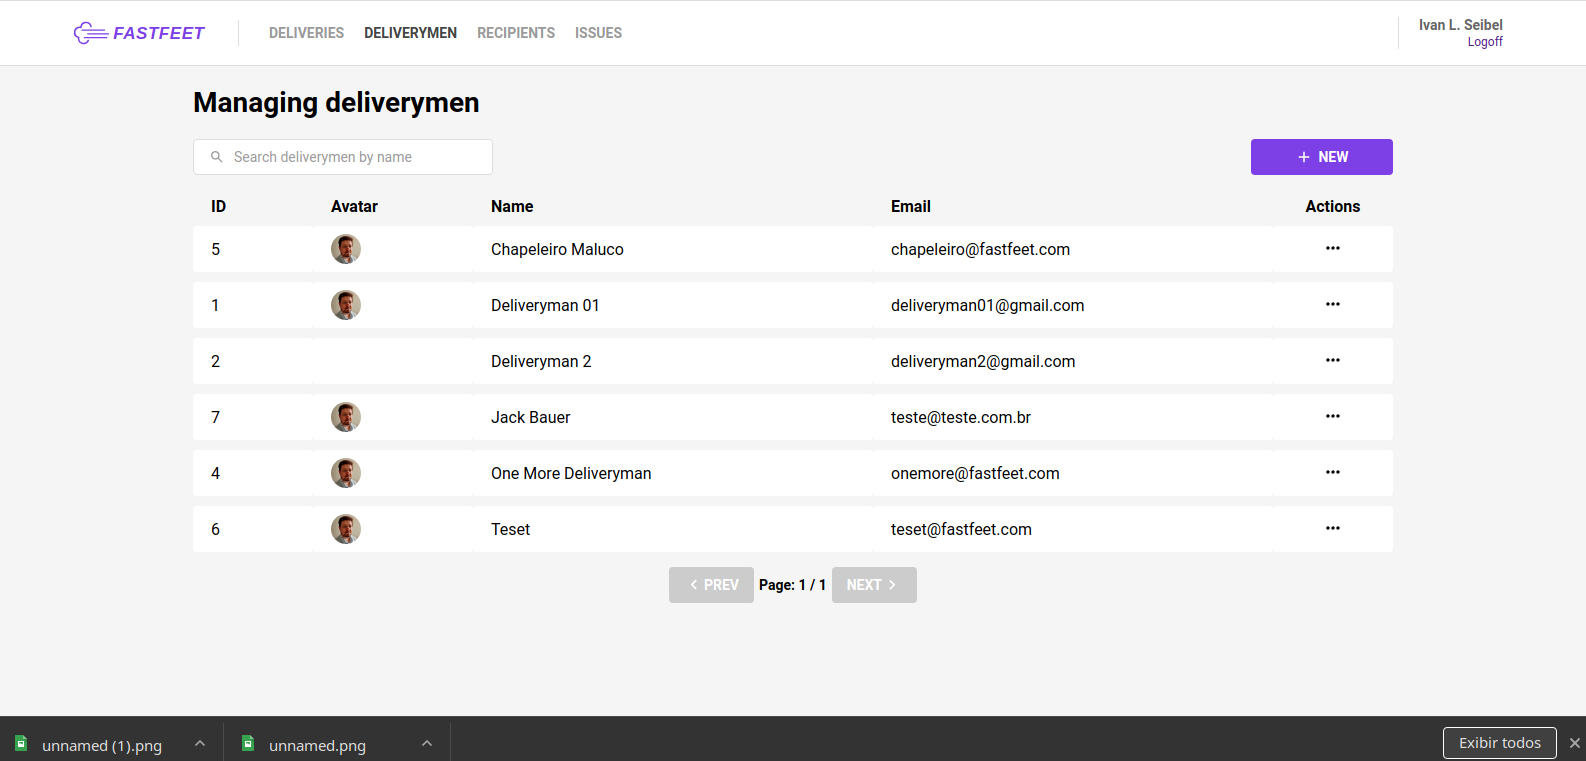 FASTFEET DELIVERIES DELIVERYMEN RECIPIENTS ISSUES Ivan L. Seibel
Logoff
Managing deliverymen
Search deliverymen by name + NEW
ID Avatar Name Email Actions
5 Chapeleiro Maluco chapeleiro@fastfeet.com ...
1 Deliveryman 01 deliveryman01@gmail.com ...
2 Deliveryman 2 deliveryman2@gmail.com ...
7 Jack Bauer teste@teste.com.br ...
4 One More Deliveryman onemore@fastfeet.com ...
6 Teset teset@fastfeet.com ...
< PREV Page: 1 / 1 NEXT >
unnamed (1).png unnamed.png Exibir todos